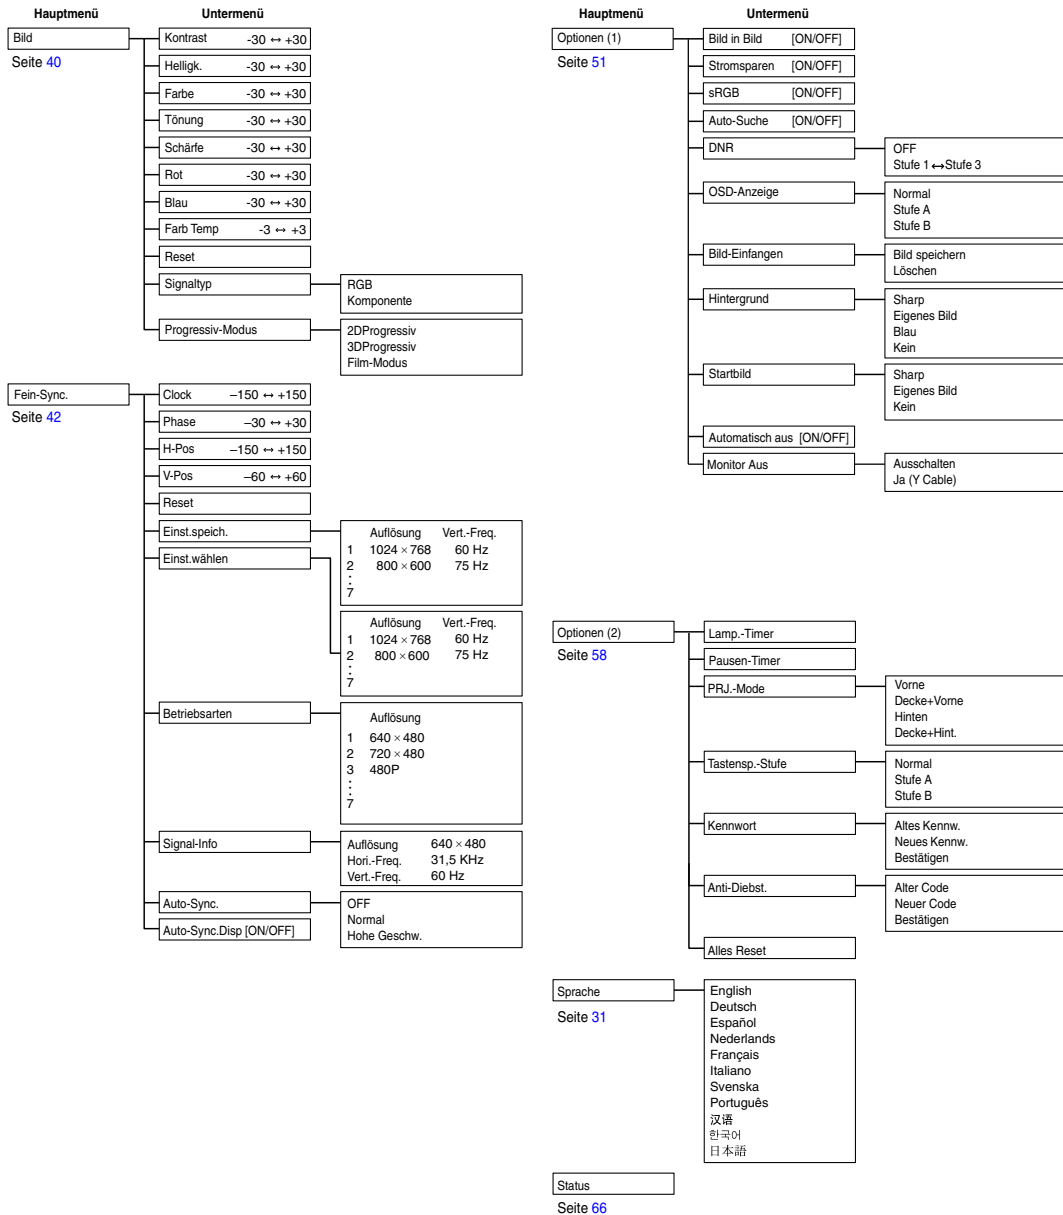 Hauptmenü Untermenü
Bild
Seite 40
Kontrast -30 ↔ +30
Helligk. -30 ↔ +30
Farbe -30 ↔ +30
Tönung -30 ↔ +30
Schärfe -30 ↔ +30
Rot -30 ↔ +30
Blau -30 ↔ +30
Farb Temp -3 ↔ +3
Reset
Signaltyp
RGB
Komponente
Progressiv-Modus
2DProgressiv
3DProgressiv
Film-Modus
Fein-Sync.
Seite 42
Clock –150 ↔ +150
Phase –30 ↔ +30
H-Pos –150 ↔ +150
V-Pos –60 ↔ +60
Reset
Einst.speich.
Auflösung Vert.-Freq.
1 1024 × 768 60 Hz
2 800 × 600 75 Hz
:
7
Einst.wählen
Auflösung Vert.-Freq.
1 1024 × 768 60 Hz
2 800 × 600 75 Hz
:
7
Betriebsarten
Auflösung
1 640 × 480
2 720 × 480
3 480P
:
7
Signal-Info
Auflösung 640 × 480
Hori.-Freq. 31,5 KHz
Vert.-Freq. 60 Hz
Auto-Sync.
OFF
Normal
Hohe Geschw.
Auto-Sync.Disp [ON/OFF]
Hauptmenü Untermenü
Optionen (1)
Seite 51
Bild in Bild [ON/OFF]
Stromsparen [ON/OFF]
sRGB [ON/OFF]
Auto-Suche [ON/OFF]
DNR
OFF
Stufe 1 ↔ Stufe 3
OSD-Anzeige
Normal
Stufe A
Stufe B
Bild-Einfangen
Bild speichern
Löschen
Hintergrund
Sharp
Eigenes Bild
Blau
Kein
Startbild
Sharp
Eigenes Bild
Kein
Automatisch aus [ON/OFF]
Monitor Aus
Ausschalten
Ja (Y Cable)
Optionen (2)
Seite 58
Lamp.-Timer
Pausen-Timer
PRJ.-Mode
Vorne
Decke+Vorne
Hinten
Decke+Hint.
Tastensp.-Stufe
Normal
Stufe A
Stufe B
Kennwort
Altes Kennw.
Neues Kennw.
Bestätigen
Anti-Diebst.
Alter Code
Neuer Code
Bestätigen
Alles Reset
Sprache
Seite 31
English
Deutsch
Español
Nederlands
Français
Italiano
Svenska
Português
汉语
한국어
日本語
Status
Seite 66